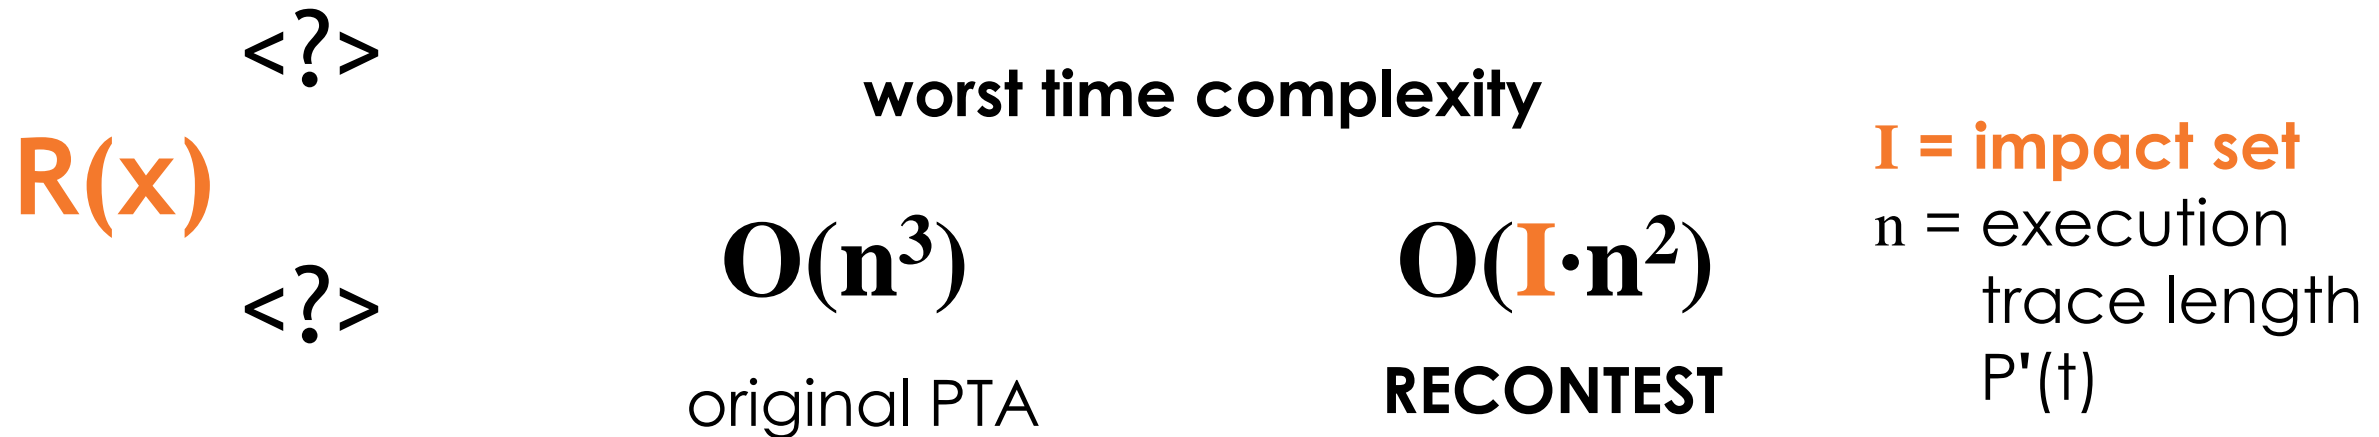 <?>
R(x)
<?>
worst time complexity
O(n³)
original PTA
O(I·n²)
RECONTEST
I = impact set
n = execution
trace length
P'(t)